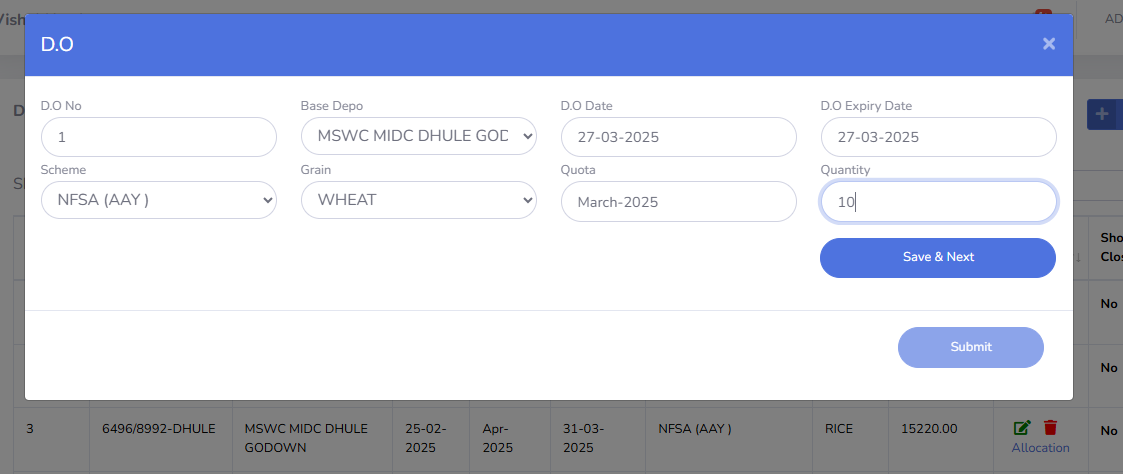 AD
D.O
×
D.O No
Base Depo
D.O Date
D.O Expiry Date
1
MSWC MIDC DHULE GOD
27-03-2025
27-03-2025
Scheme
Grain
Quota
Quantity
NFSA (AAY )
WHEAT
March-2025
10
Save & Next
Sho
Clos
No
Submit
No
3
6496/8992-DHULE
MSWC MIDC DHULE
GODOWN
25-02-
2025
Apr-
2025
31-03-
2025
NFSA (AAY )
RICE
15220.00
Allocation
No